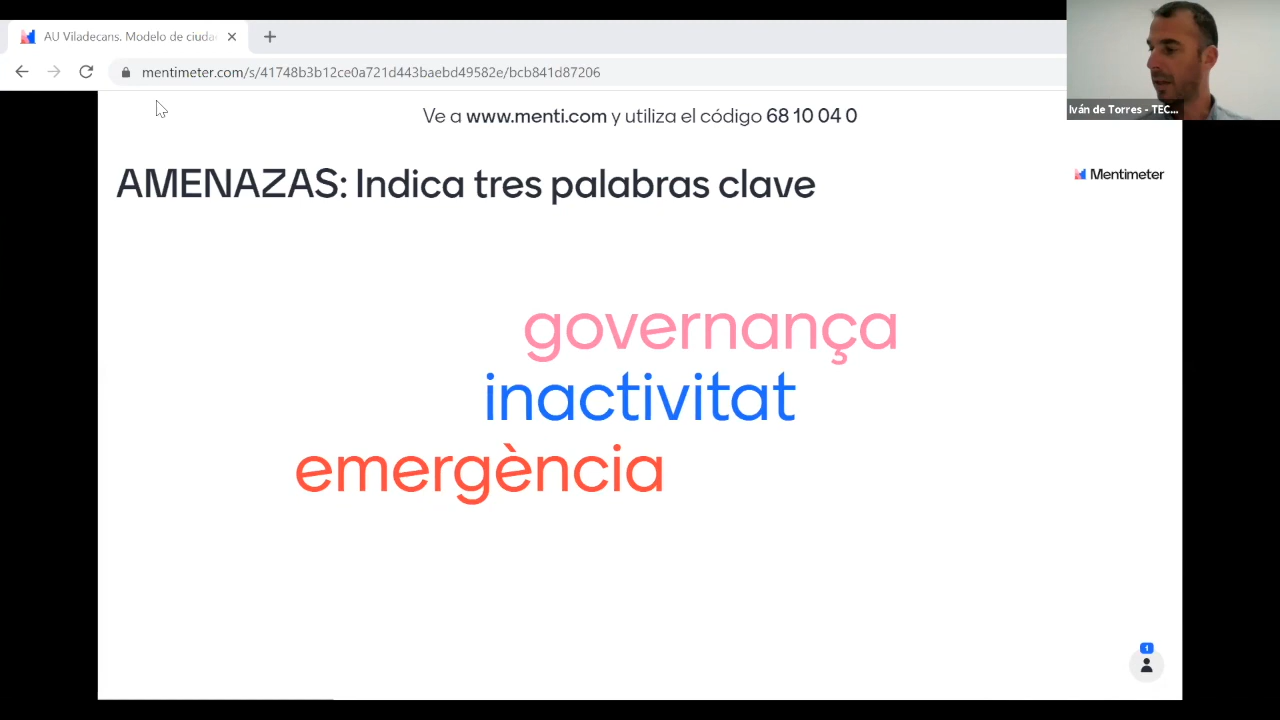 AU Viladecans. Modelo de ciuda
mentimeter.com/s/41748b3b12ce0a721d443baebd49582e/bcb841d87206
Iván de Torres - TEC...
Ve a www.menti.com y utiliza el código 68 10 04 0
AMENAZAS: Indica tres palabras clave
Mentimeter
governança
inactivitat
emergència
1